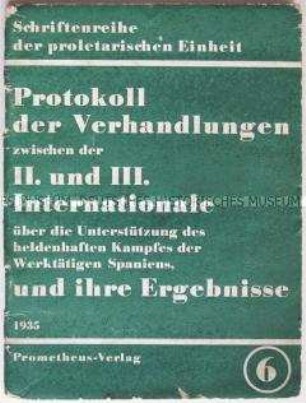 Schriftenreihe
der proletarischen Einheit
Protokoll
der Verhandlungen
zwischen der
II. und III.
Internationale
über die Unterstützung des
heldenhaften Kampfes der
Werktätigen Spaniens,
und ihre Ergebnisse
1935
Prometheus-Verlag
6